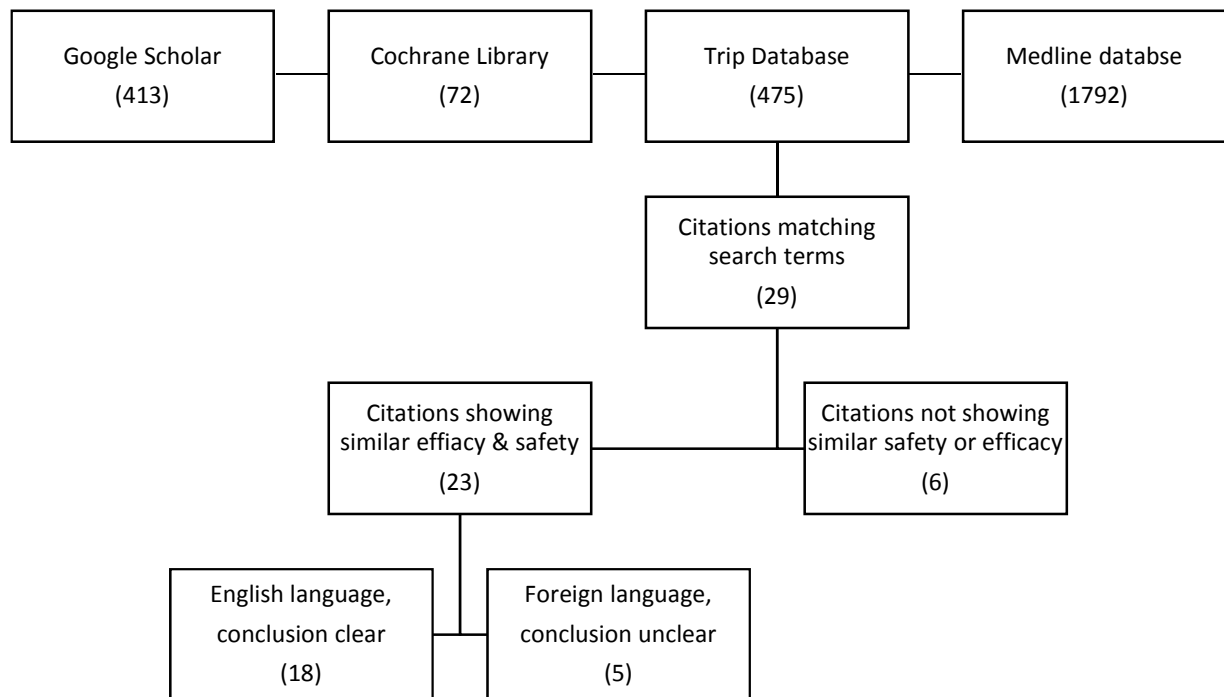 Google Scholar
(413)
Cochrane Library
(72)
Trip Database
(475)
Medline databse
(1792)
Citations matching
search terms
(29)
Citations showing
similar effiacy & safety
(23)
Citations not showing
similar safety or efficacy
(6)
English language,
conclusion clear
(18)
Foreign language,
conclusion unclear
(5)